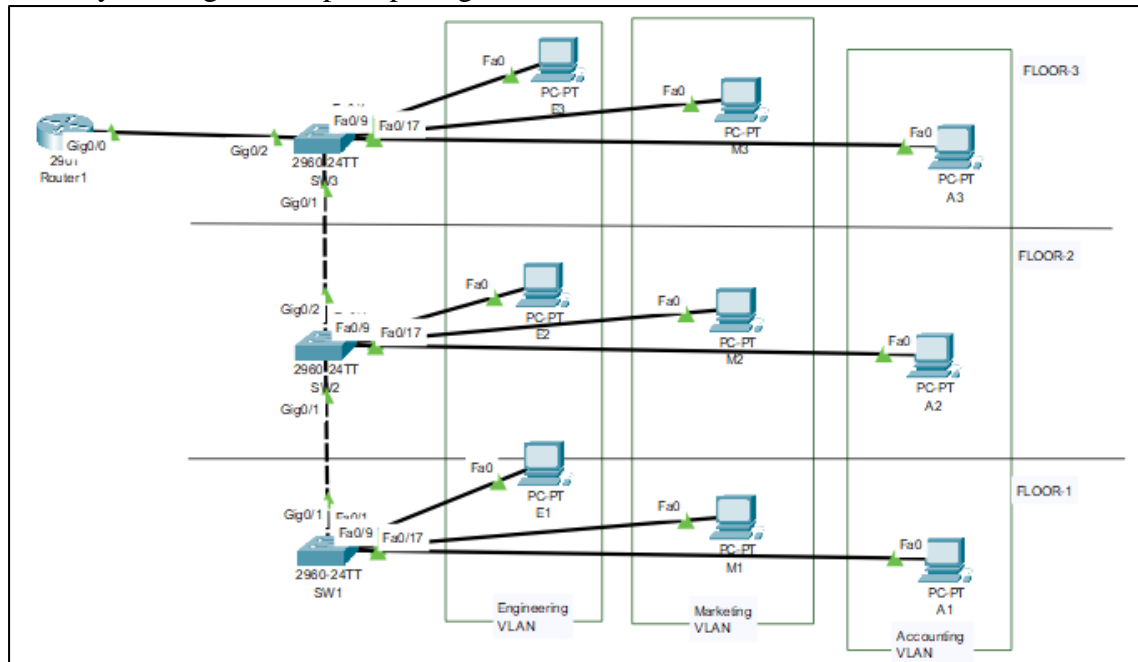 Fa0
PC-PT
E3
FLOOR-3
Fa0
PC-PT
M3
Fa0/9
Fa0/17
Fa0
PC-PT
A3
Gig0/0
Router1
Gig0/2
2960-24TT
SW3
Gig0/1
FLOOR-2
Fa0
PC-PT
E2
Fa0
PC-PT
M2
Gig0/2
Fa0/9
Fa0/17
Fa0
PC-PT
A2
2960-24TT
SW2
Gig0/1
Fa0
PC-PT
E1
FLOOR-1
Fa0
PC-PT
M1
Gig0/1
Fa0/1
Fa0/9
Fa0/17
Fa0
PC-PT
A1
2960-24TT
SW1
Engineering
VLAN
Marketing
VLAN
Accounting
VLAN